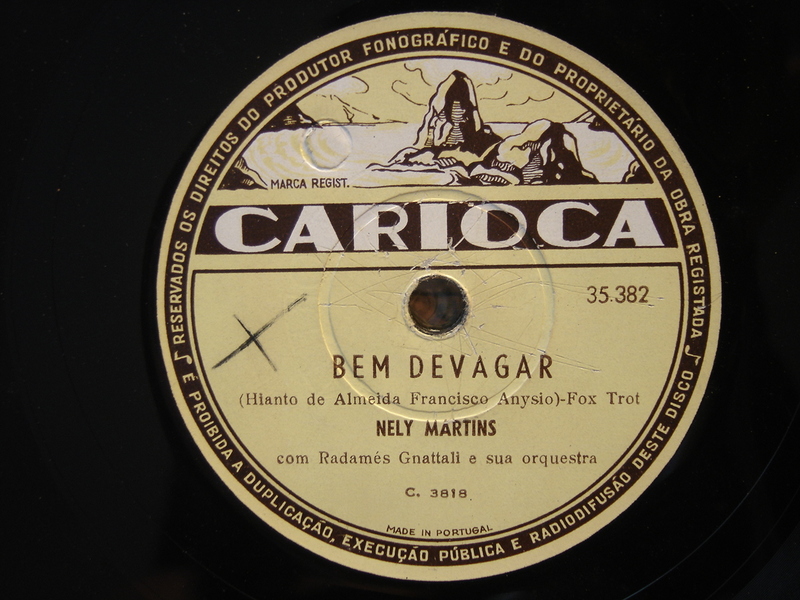 RESERVADOS OS DIREITOS DO PRODUTOR FONOGRÁFICO E DO PROPRIETÁRIO DA OBRA REGISTADA
MARCA REGIST.
CARIOCA
35.382
BEM DEVAGAR
(Hianto de Almeida Francisco Anysio)-Fox Trot
NELY MARTINS
com Radamés Gnattali e sua orquestra
C. 3818
MADE IN PORTUGAL
É PROIBIDA A DUPLICAÇÃO, EXECUÇÃO PÚBLICA E RADIODIFUSÃO DESTE DISCO